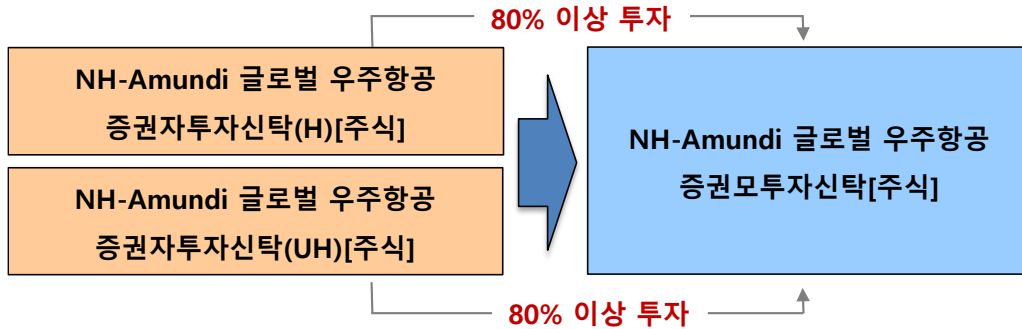 80% 이상 투자
NH-Amundi 글로벌 우주항공
증권자투자신탁(H)[주식]
NH-Amundi 글로벌 우주항공
증권자투자신탁(UH)[주식]
NH-Amundi 글로벌 우주항공
증권모투자신탁[주식]
80% 이상 투자